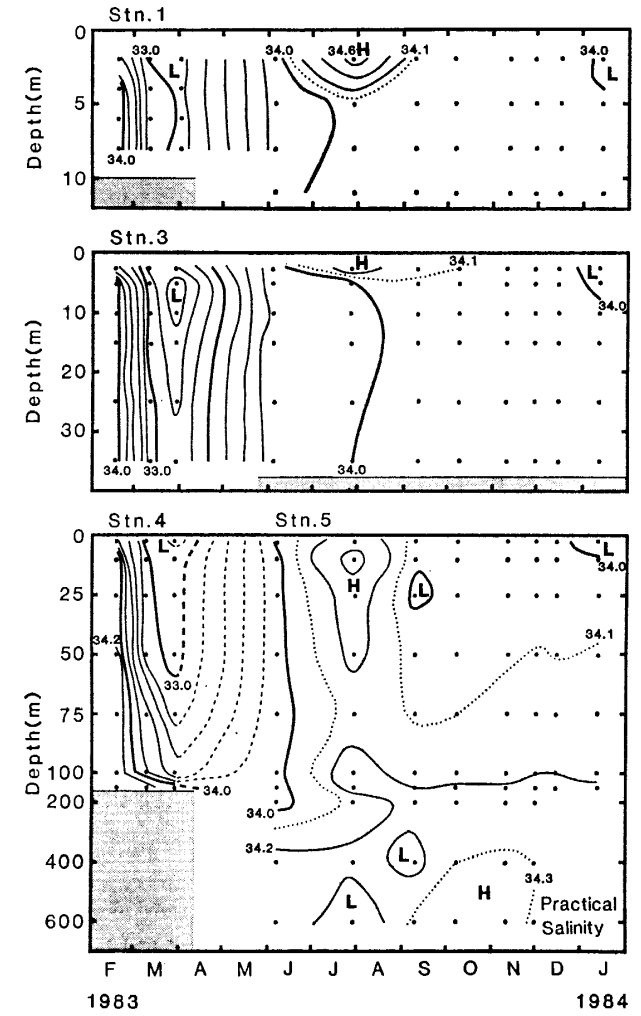 Stn.1
0
33.0 34.0 34.6 H 34.1 34.0
L L
5
34.0
10
Depth(m)
Stn.3
0
H 34.1
L L
34.0
10
20
30
34.0 33.0 34.0
Depth(m)
Stn.4 Stn.5
0
L L
34.0
H
25
L
34.2 34.1
50
33.0
75
100
34.0
200
34.0
34.2
L
400
34.3
H
L
Practical
Salinity
600
Depth(m)
F M A M J J A S O N D J
1983 1984